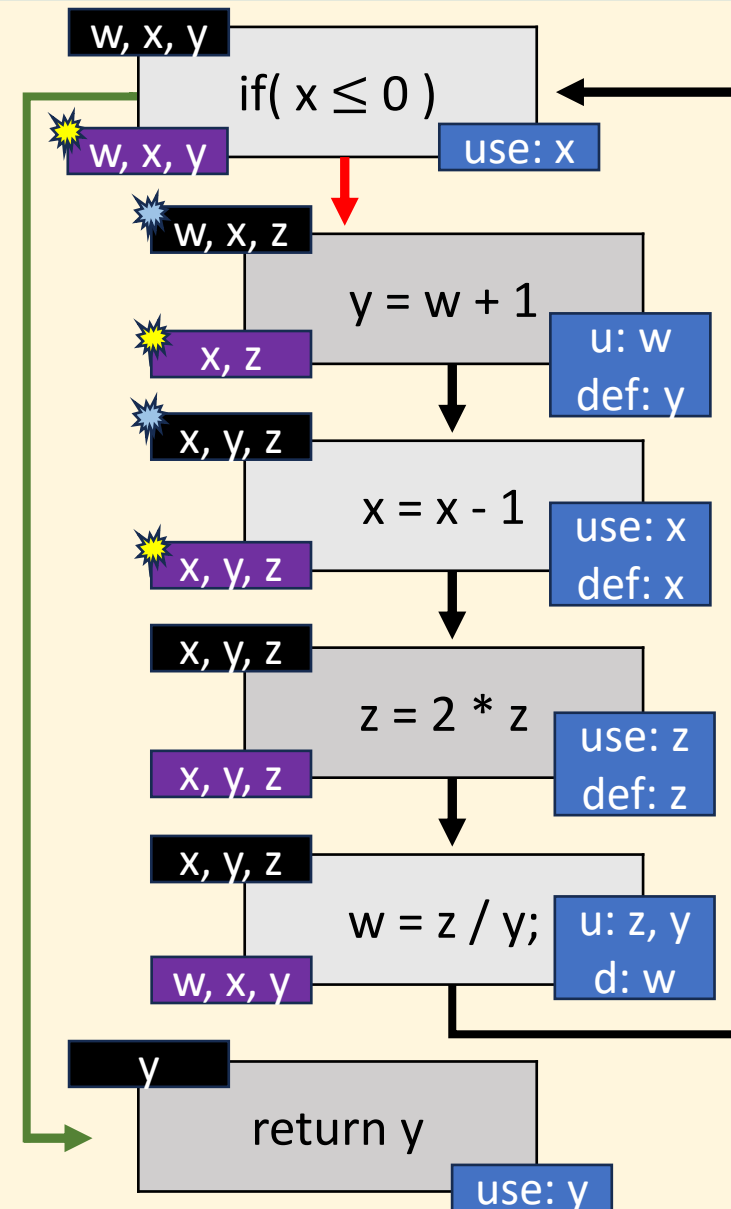 w, x, y
if( x ≤ 0 )
w, x, y
use: x
w, x, z
y = w + 1
u: w
def: y
x, z
x, y, z
x = x - 1
use: x
def: x
x, y, z
x, y, z
z = 2 * z
use: z
def: z
x, y, z
x, y, z
w = z / y;
u: z, y
d: w
w, x, y
y
return y
use: y